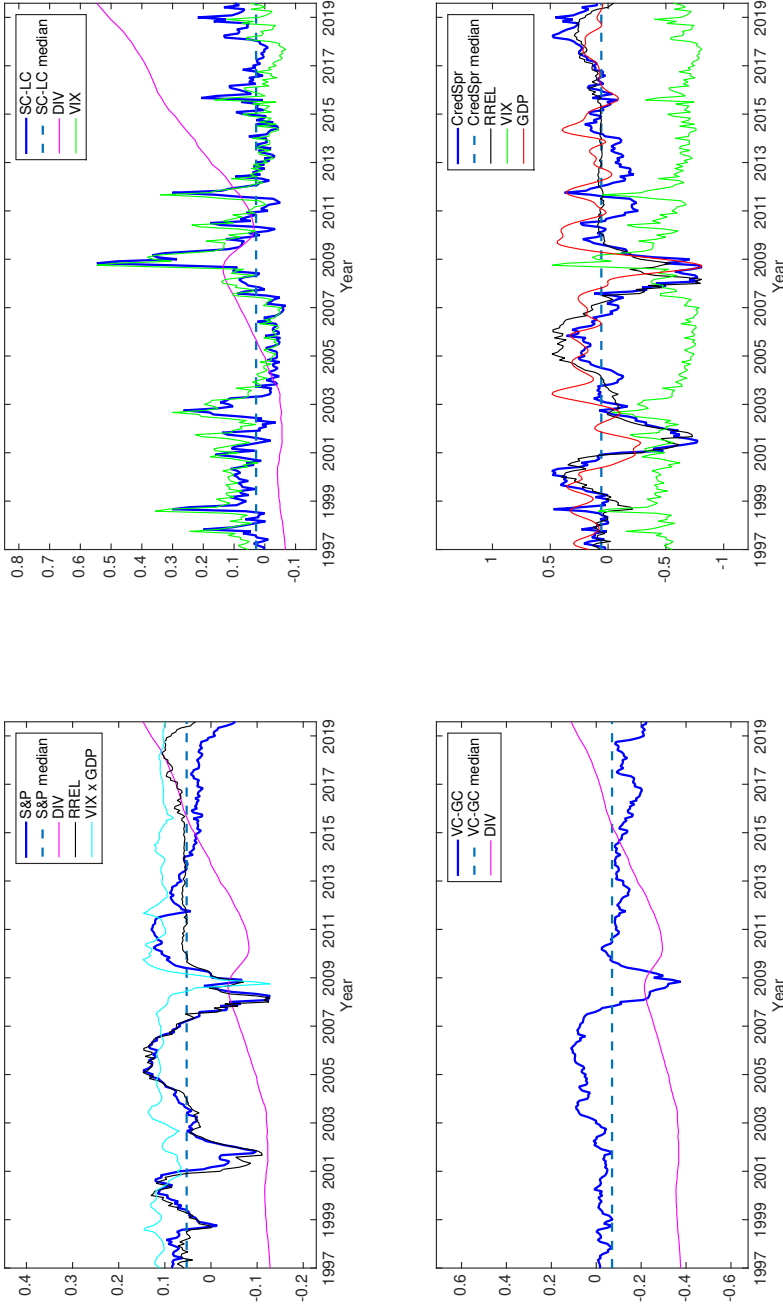 0.4
0.3
0.2
0.1
0
-0.1
-0.2
1997 1999 2001 2003 2005 2007 2009 2011 2013 2015 2017 2019
Year
S&P
S&P median
DIV
RREL
VIX x GDP
0.8
0.7
0.6
0.5
0.4
0.3
0.2
0.1
0
-0.1
1997 1999 2001 2003 2005 2007 2009 2011 2013 2015 2017 2019
Year
SC-LC
SC-LC median
DIV
VIX
0.6
0.4
0.2
0
-0.2
-0.4
-0.6
1997 1999 2001 2003 2005 2007 2009 2011 2013 2015 2017 2019
Year
VC-GC
VC-GC median
DIV
1
0.5
0
-0.5
-1
1997 1999 2001 2003 2005 2007 2009 2011 2013 2015 2017 2019
Year
CredSpr
CredSpr median
RREL
VIX
GDP